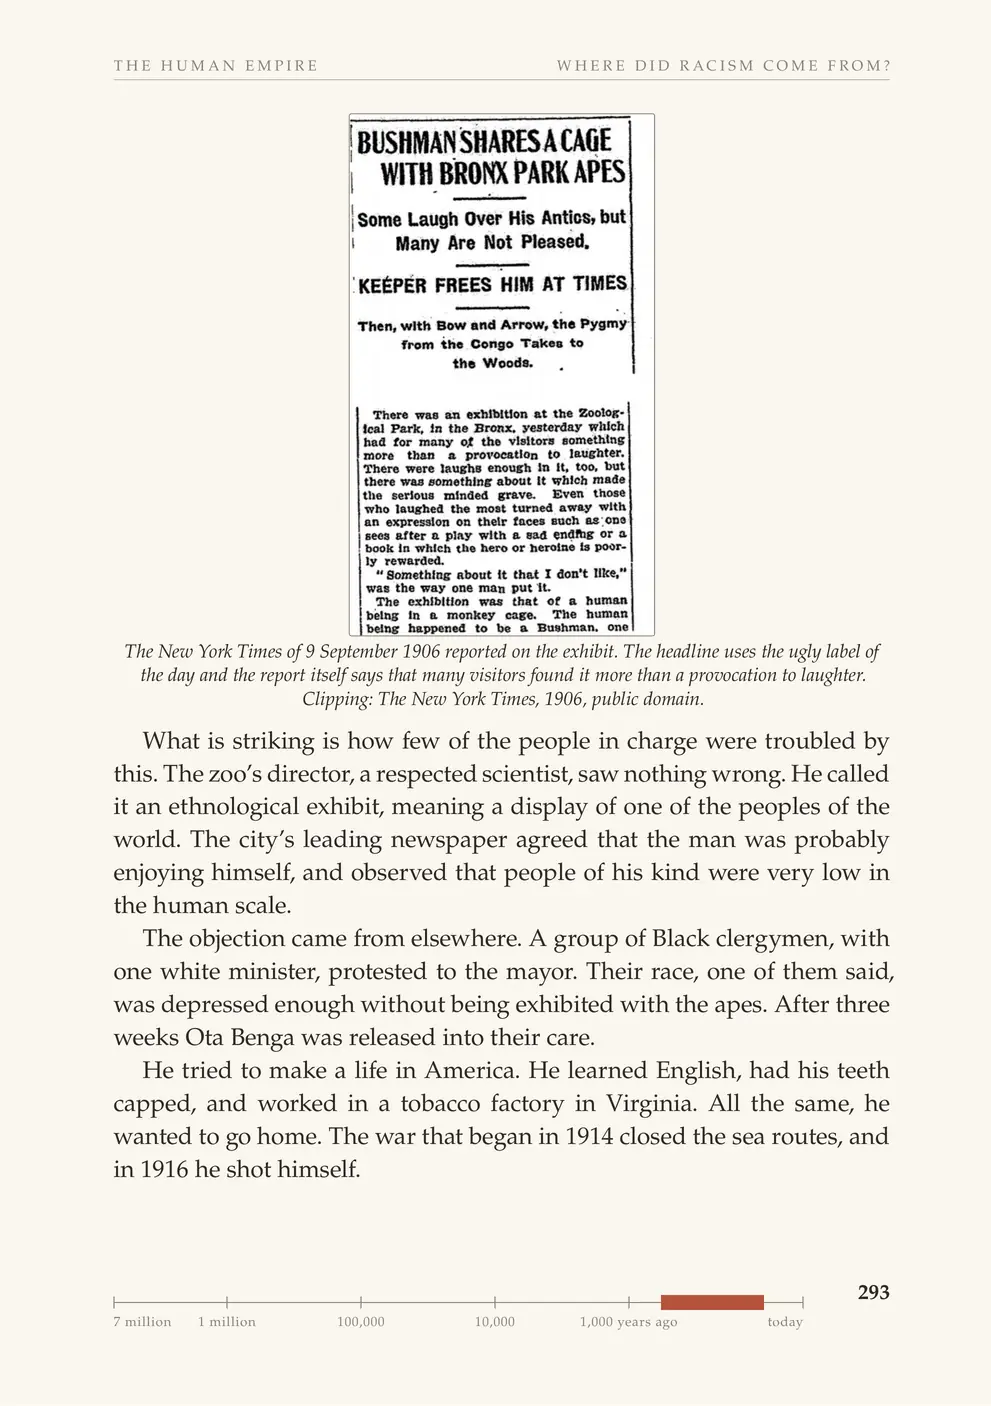 THE HUMAN EMPIRE
WHERE DID RACISM COME FROM?
BUSHMAN SHARES A CAGE
WITH BRONX PARK APES
Some Laugh Over His Antics, but
Many Are Not Pleased.
KEEPER FREES HIM AT TIMES
Then, with Bow and Arrow, the Pygmy
from the Congo Takes to
the Woods.
There was an exhibition at the Zoolog-
ical Park, in the Bronx, yesterday which
had for many of the visitors something
more than a provocation to laughter.
There were laughs enough in it, too, but
there was something about it which made
the serious minded grave. Even those
who laughed the most turned away with
an expression on their faces such as one
sees after a play with a sad ending or a
book in which the hero or heroine is poor-
ly rewarded.
"Something about it that I don't like,"
was the way one man put it.
The exhibition was that of a human
being in a monkey cage. The human
being happened to be a Bushman, one
The New York Times of 9 September 1906 reported on the exhibit. The headline uses the ugly label of
the day and the report itself says that many visitors found it more than a provocation to laughter.
Clipping: The New York Times, 1906, public domain.
What is striking is how few of the people in charge were troubled by
this. The zoo’s director, a respected scientist, saw nothing wrong. He called
it an ethnological exhibit, meaning a display of one of the peoples of the
world. The city’s leading newspaper agreed that the man was probably
enjoying himself, and observed that people of his kind were very low in
the human scale.
The objection came from elsewhere. A group of Black clergymen, with
one white minister, protested to the mayor. Their race, one of them said,
was depressed enough without being exhibited with the apes. After three
weeks Ota Benga was released into their care.
He tried to make a life in America. He learned English, had his teeth
capped, and worked in a tobacco factory in Virginia. All the same, he
wanted to go home. The war that began in 1914 closed the sea routes, and
in 1916 he shot himself.
293
7 million 1 million 100,000 10,000 1,000 years ago today